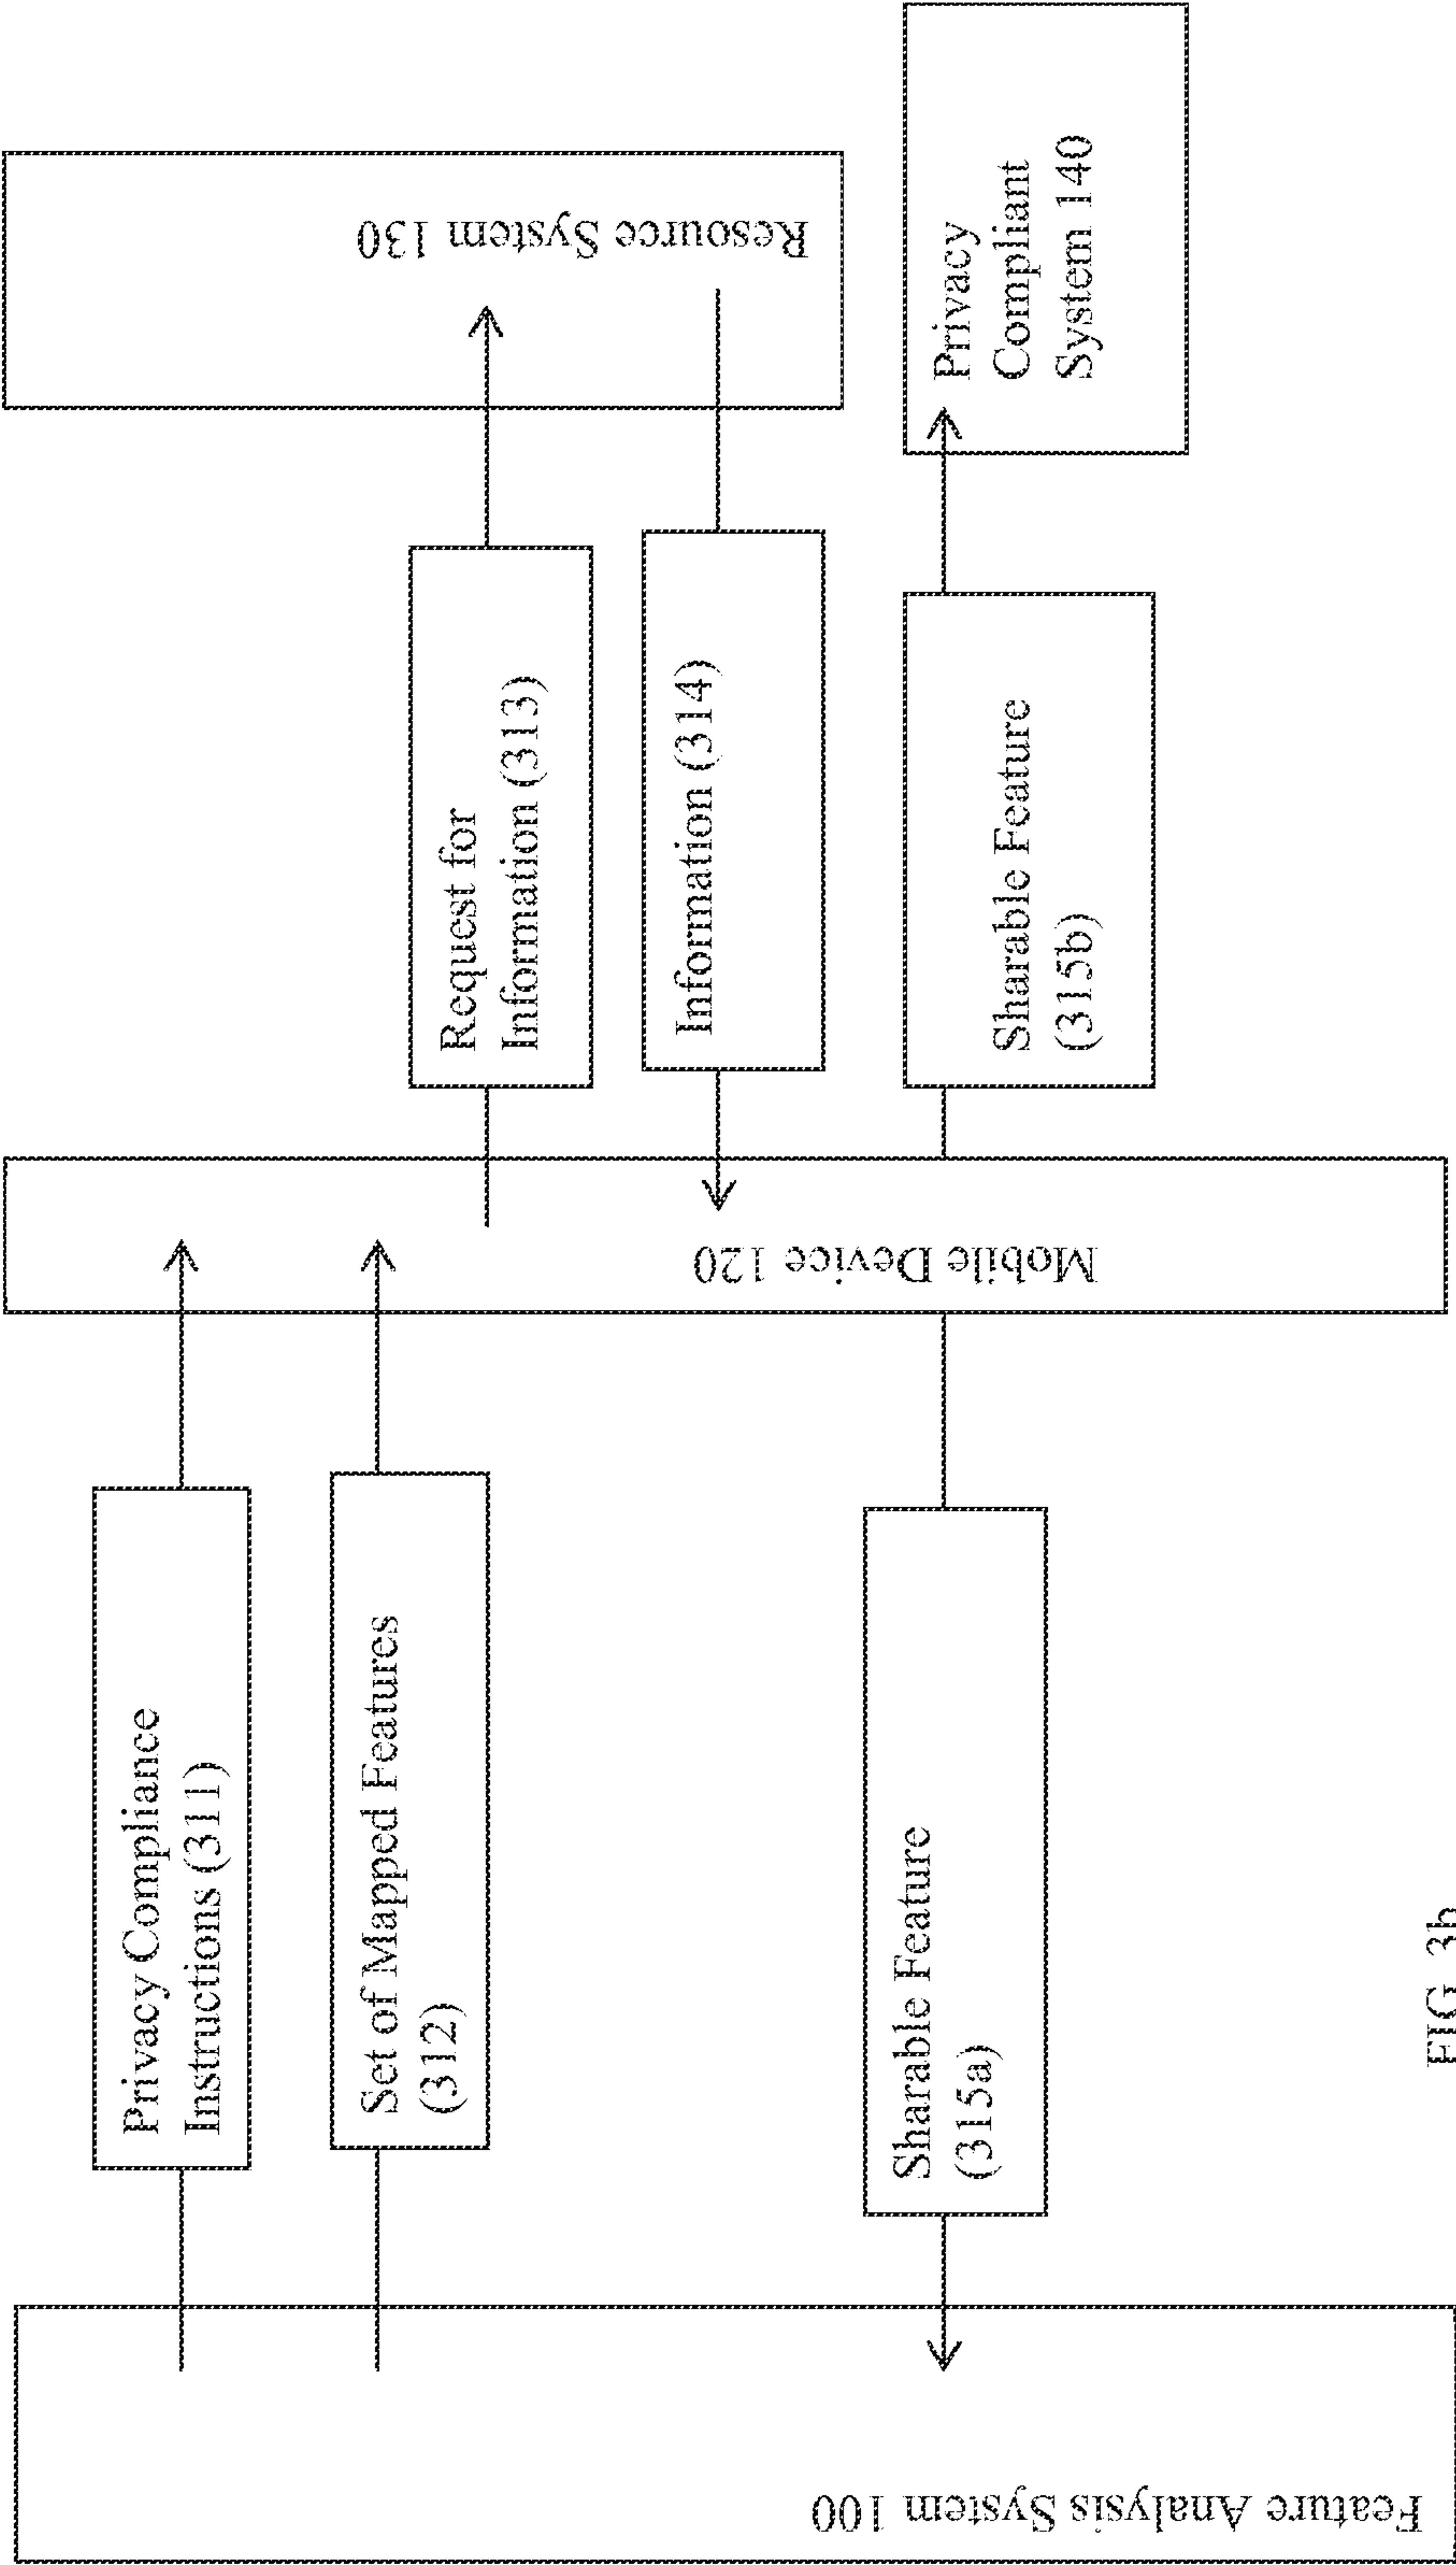 Feature Analysis System 100
Privacy Compliance
Instructions (311)
Set of Mapped Features
(312)
Sharable Feature
(315a)
Mobile Device 120
Request for
Information (313)
Information (314)
Sharable Feature
(315b)
Resource System 130
Privacy
Compliant
System 140
FIG. 3b